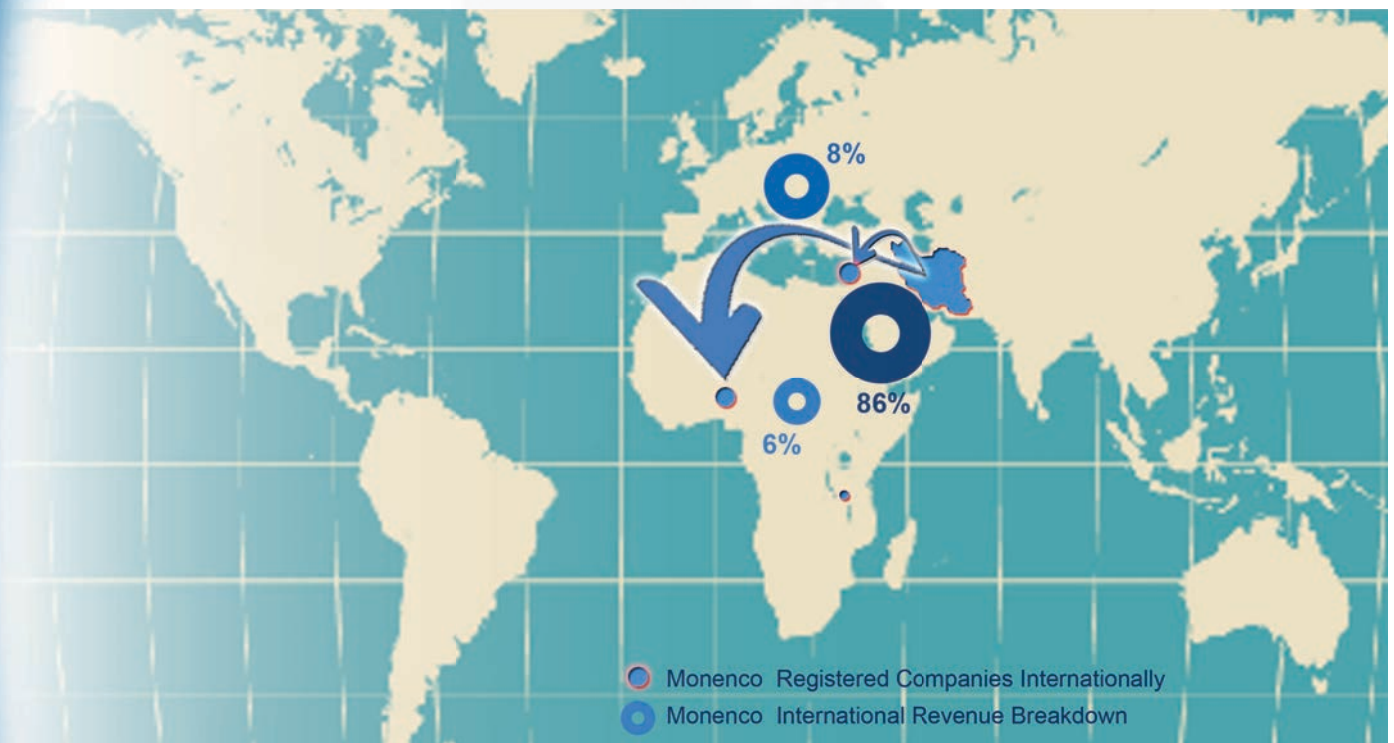 8%
86%
6%
Monenco Registered Companies Internationally
Monenco International Revenue Breakdown